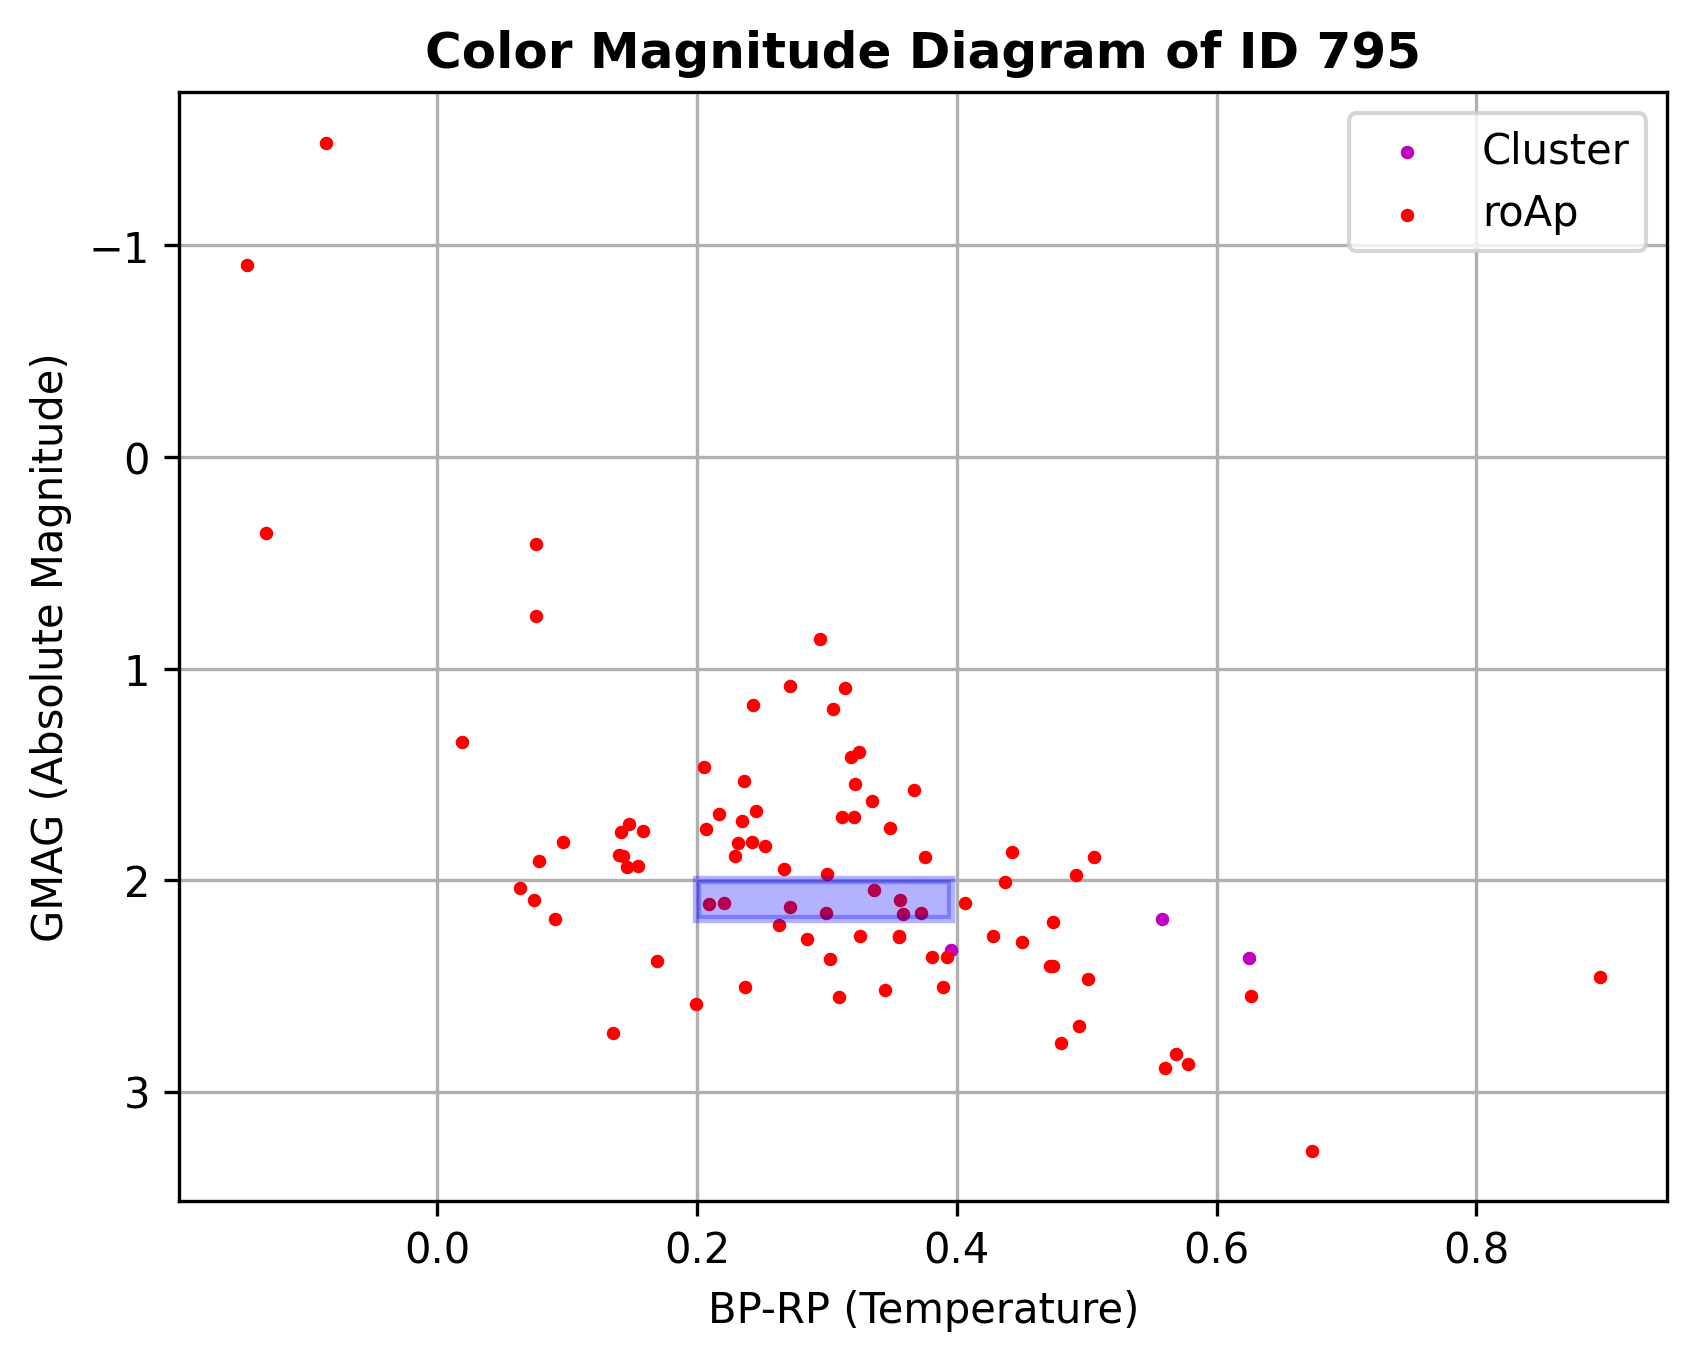 Color Magnitude Diagram of ID 795
Cluster
roAp
GMAG (Absolute Magnitude)
−1
0
1
2
3
0.0 0.2 0.4 0.6 0.8
BP-RP (Temperature)